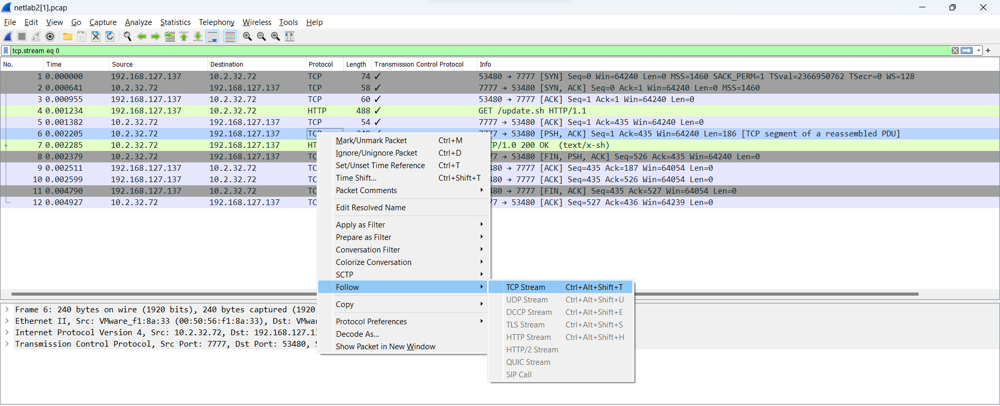 netlab2[1].pcap
File Edit View Go Capture Analyze Statistics Telephony Wireless Tools Help
tcp.stream eq 0
No. Time Source Destination Protocol Length Transmission Control Protocol Info
1 0.000000 192.168.127.137 10.2.32.72 TCP 74 ✓ 53480 → 7777 [SYN] Seq=0 Win=64240 Len=0 MSS=1460 SACK_PERM=1 TSval=2366950762 TSecr=0 WS=128
2 0.000641 10.2.32.72 192.168.127.137 TCP 58 ✓ 7777 → 53480 [SYN, ACK] Seq=0 Ack=1 Win=64240 Len=0 MSS=1460
3 0.000955 192.168.127.137 10.2.32.72 TCP 60 ✓ 53480 → 7777 [ACK] Seq=1 Ack=1 Win=64240 Len=0
4 0.001234 192.168.127.137 10.2.32.72 HTTP 488 ✓ GET /update.sh HTTP/1.1
5 0.001382 10.2.32.72 192.168.127.137 TCP 54 ✓ 7777 → 53480 [ACK] Seq=1 Ack=435 Win=64240 Len=0
6 0.002205 10.2.32.72 192.168.127.137 TC → 53480 [PSH, ACK] Seq=1 Ack=435 Win=64240 Len=186 [TCP segment of a reassembled PDU]
7 0.002285 10.2.32.72 192.168.127.137 HT P/1.0 200 OK (text/x-sh)
8 0.002379 10.2.32.72 192.168.127.137 TC 77 → 53480 [FIN, PSH, ACK] Seq=526 Ack=435 Win=64240 Len=0
9 0.002511 192.168.127.137 10.2.32.72 TC 480 → 7777 [ACK] Seq=435 Ack=187 Win=64054 Len=0
10 0.002599 192.168.127.137 10.2.32.72 TC 480 → 7777 [ACK] Seq=435 Ack=526 Win=64054 Len=0
11 0.004790 192.168.127.137 10.2.32.72 TC 480 → 7777 [FIN, ACK] Seq=435 Ack=527 Win=64054 Len=0
12 0.004927 10.2.32.72 192.168.127.137 TC 77 → 53480 [ACK] Seq=527 Ack=436 Win=64239 Len=0
Mark/Unmark Packet Ctrl+M
Ignore/Unignore Packet Ctrl+D
Set/Unset Time Reference Ctrl+T
Time Shift... Ctrl+Shift+T
Packet Comments
Edit Resolved Name
Apply as Filter
Prepare as Filter
Conversation Filter
Colorize Conversation
SCTP
Follow
Copy
Protocol Preferences
Decode As...
Show Packet in New Window
TCP Stream Ctrl+Alt+Shift+T
UDP Stream Ctrl+Alt+Shift+U
DCCP Stream Ctrl+Alt+Shift+E
TLS Stream Ctrl+Alt+Shift+S
HTTP Stream Ctrl+Alt+Shift+H
HTTP/2 Stream
QUIC Stream
SIP Call
Frame 6: 240 bytes on wire (1920 bits), 240 bytes captured (1920
Ethernet II, Src: VMware_f1:8a:33 (00:50:56:f1:8a:33), Dst: VMwa
Internet Protocol Version 4, Src: 10.2.32.72, Dst: 192.168.127.1
Transmission Control Protocol, Src Port: 7777, Dst Port: 53480,